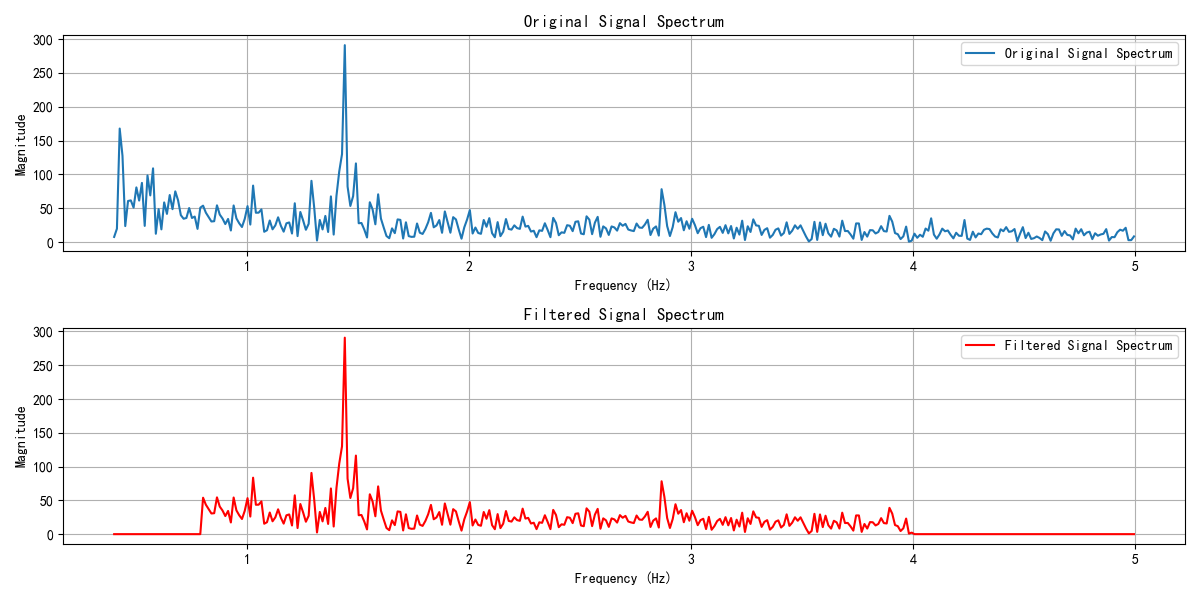 Original Signal Spectrum
300
250
200
150
100
50
0
Magnitude
Original Signal Spectrum
1 2 3 4 5
Frequency (Hz)
Filtered Signal Spectrum
300
250
200
150
100
50
0
Magnitude
Filtered Signal Spectrum
1 2 3 4 5
Frequency (Hz)